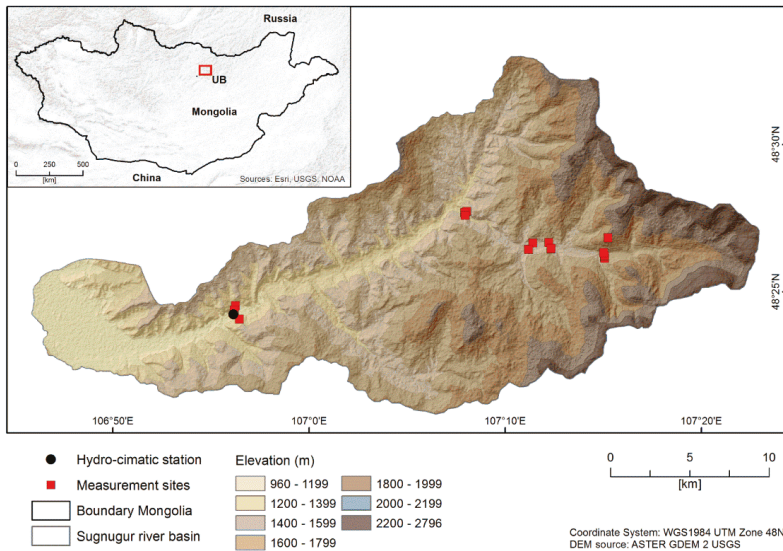 Russia
UB
Mongolia
0 250 500
[km]
China
Sources: Esri, USGS, NOAA
48°30'N
48°25'N
106°50'E 107°0'E 107°10'E 107°20'E
Hydro-cimatic station
Measurement sites
Boundary Mongolia
Sugnugur river basin
Elevation (m)
960 - 1199
1200 - 1399
1400 - 1599
1600 - 1799
1800 - 1999
2000 - 2199
2200 - 2796
0 5 10
[km]
Coordinate System: WGS1984 UTM Zone 48N
DEM source: ASTER GDEM 2 USGS